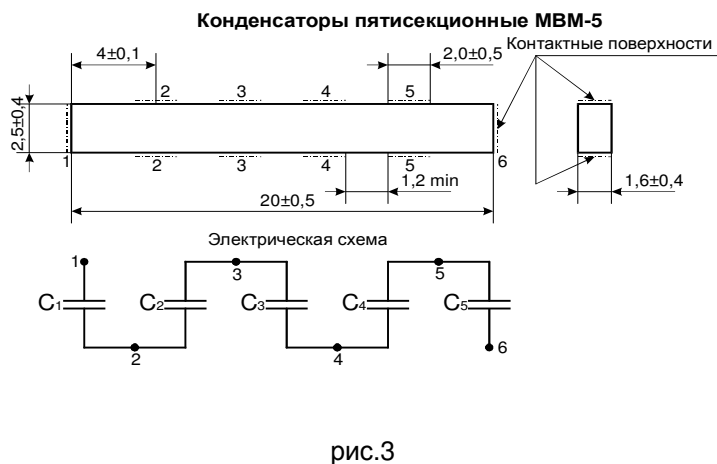 Конденсаторы пятисекционные МВМ-5
Контактные поверхности
4±0,1
2,0±0,5
2 3 4 5
2,5±0,4
1 2 3 4 5 6
1,2 min
1,6±0,4
20±0,5
Электрическая схема
1 3 5
C1 C2 C3 C4 C5
2 4 6
рис.3